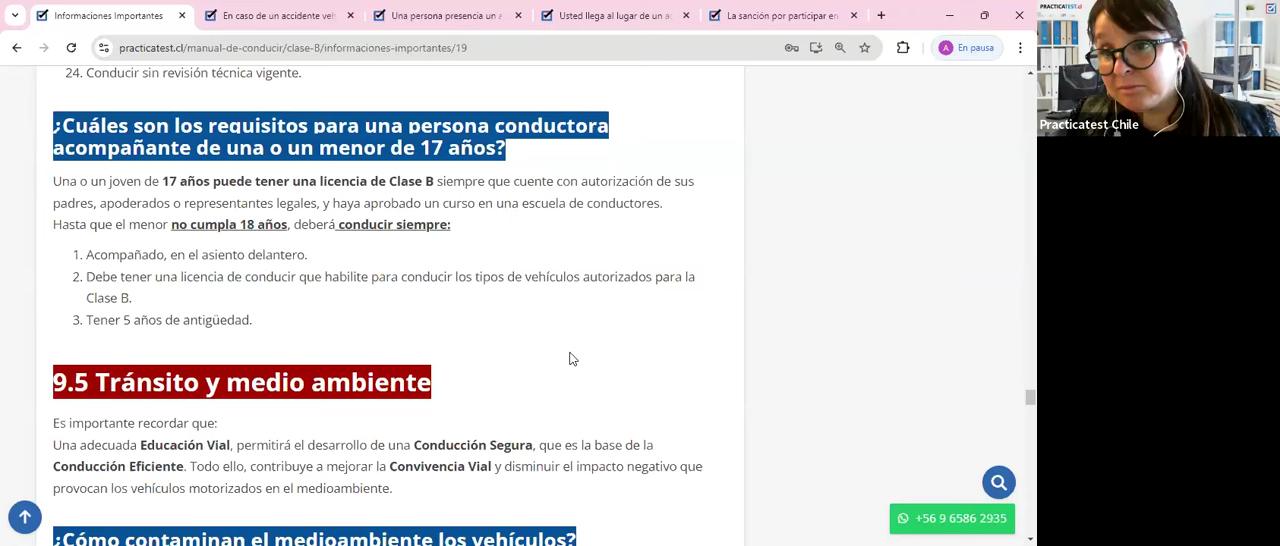 Informaciones Importantes
En caso de un accidente veh
Una persona presencia un a
Usted llega al lugar de un a
La sanción por participar en
practicatest.cl/manual-de-conducir/clase-B/informaciones-importantes/19
A
En pausa
PRACTICATEST.cl
Practicatest Chile
24. Conducir sin revisión técnica vigente.
¿Cuáles son los requisitos para una persona conductora
acompañante de una o un menor de 17 años?
Una o un joven de 17 años puede tener una licencia de Clase B siempre que cuente con autorización de sus
padres, apoderados o representantes legales, y haya aprobado un curso en una escuela de conductores.
Hasta que el menor no cumpla 18 años, deberá conducir siempre:
1. Acompañado, en el asiento delantero.
2. Debe tener una licencia de conducir que habilite para conducir los tipos de vehículos autorizados para la
Clase B.
3. Tener 5 años de antigüedad.
9.5 Tránsito y medio ambiente
Es importante recordar que:
Una adecuada Educación Vial, permitirá el desarrollo de una Conducción Segura, que es la base de la
Conducción Eficiente. Todo ello, contribuye a mejorar la Convivencia Vial y disminuir el impacto negativo que
provocan los vehículos motorizados en el medioambiente.
¿Cómo contaminan el medioambiente los vehículos?
+56 9 6586 2935